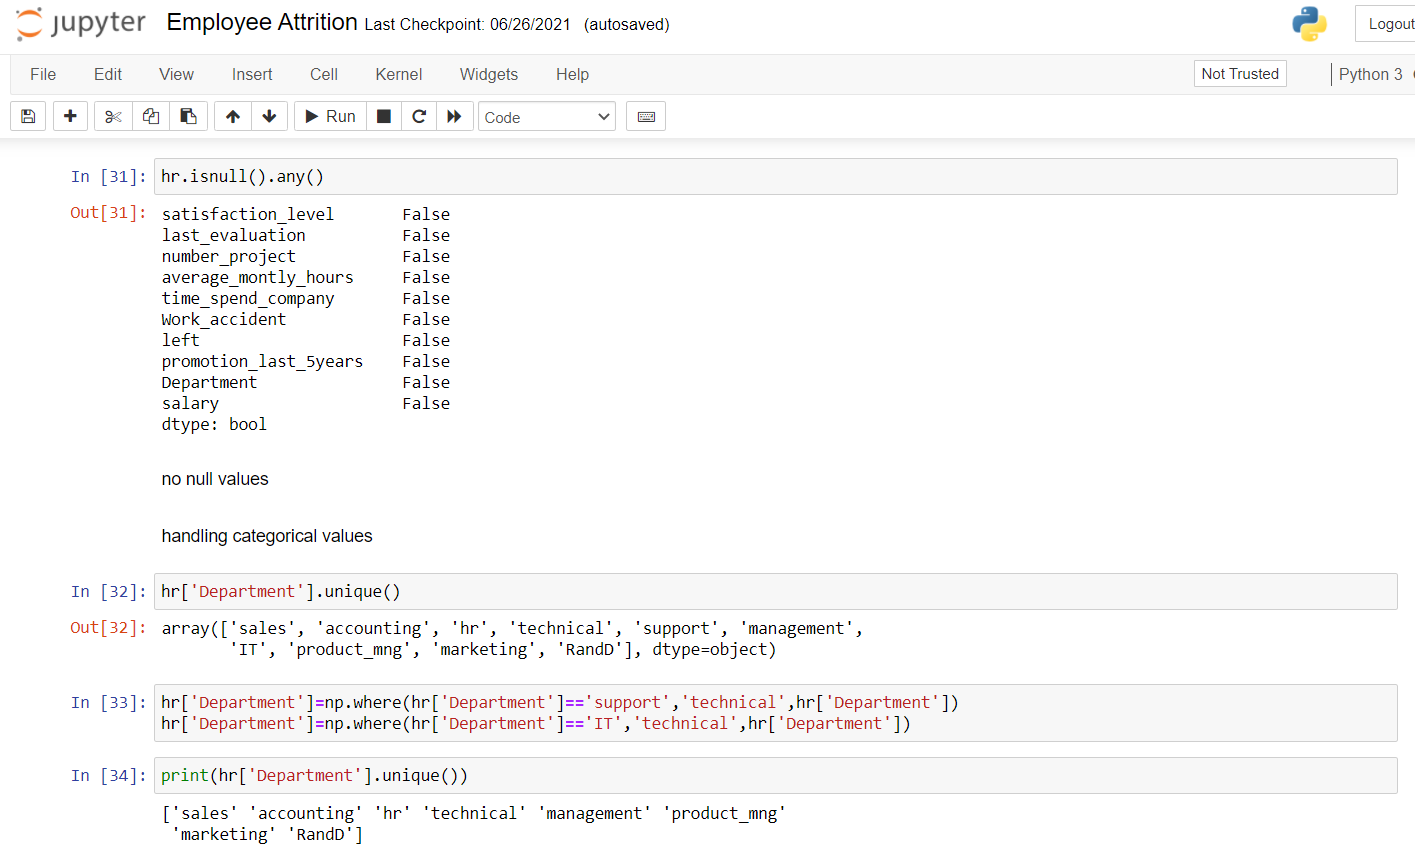 jupyter Employee Attrition Last Checkpoint: 06/26/2021 (autosaved) Logout
File Edit View Insert Cell Kernel Widgets Help Not Trusted Python 3
Run Code
In [31]: hr.isnull().any()
Out[31]: satisfaction_level False
last_evaluation False
number_project False
average_montly_hours False
time_spend_company False
Work_accident False
left False
promotion_last_5years False
Department False
salary False
dtype: bool
no null values
handling categorical values
In [32]: hr['Department'].unique()
Out[32]: array(['sales', 'accounting', 'hr', 'technical', 'support', 'management',
'IT', 'product_mng', 'marketing', 'RandD'], dtype=object)
In [33]: hr['Department']=np.where(hr['Department']=='support','technical',hr['Department'])
hr['Department']=np.where(hr['Department']=='IT','technical',hr['Department'])
In [34]: print(hr['Department'].unique())
['sales' 'accounting' 'hr' 'technical' 'management' 'product_mng'
'marketing' 'RandD']